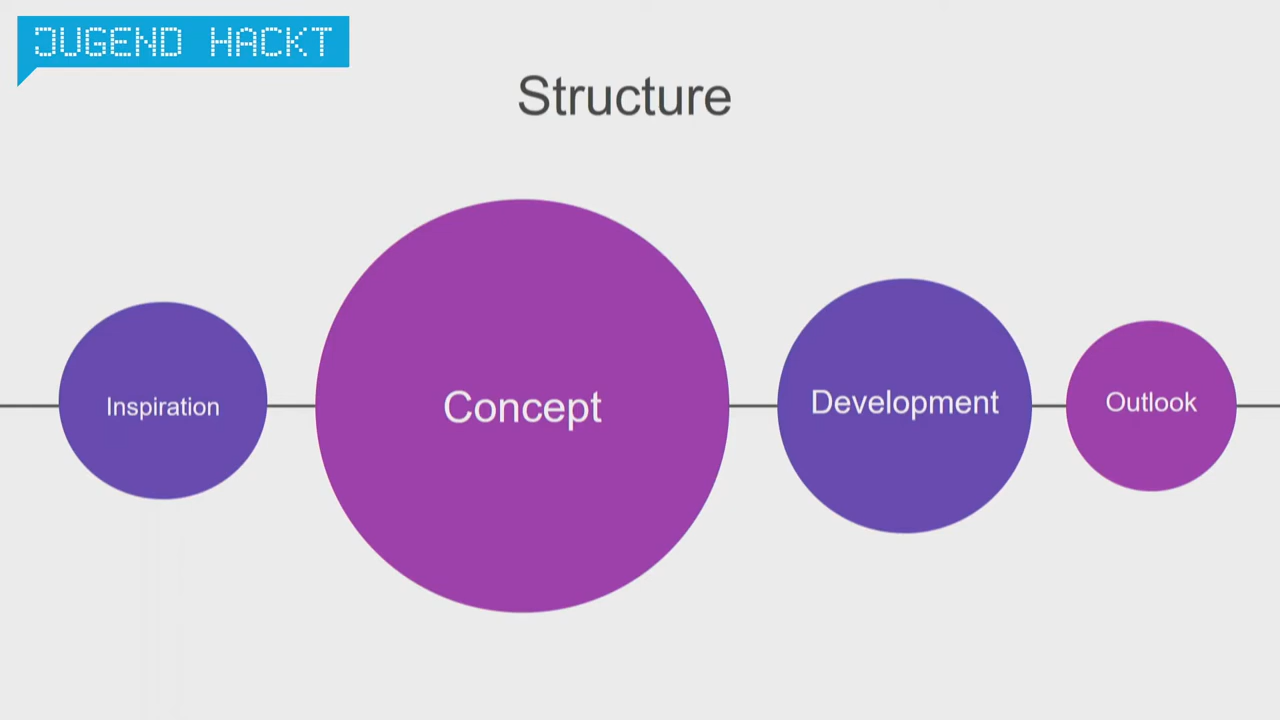 JUGEND HACKT
Structure
Inspiration
Concept
Development
Outlook